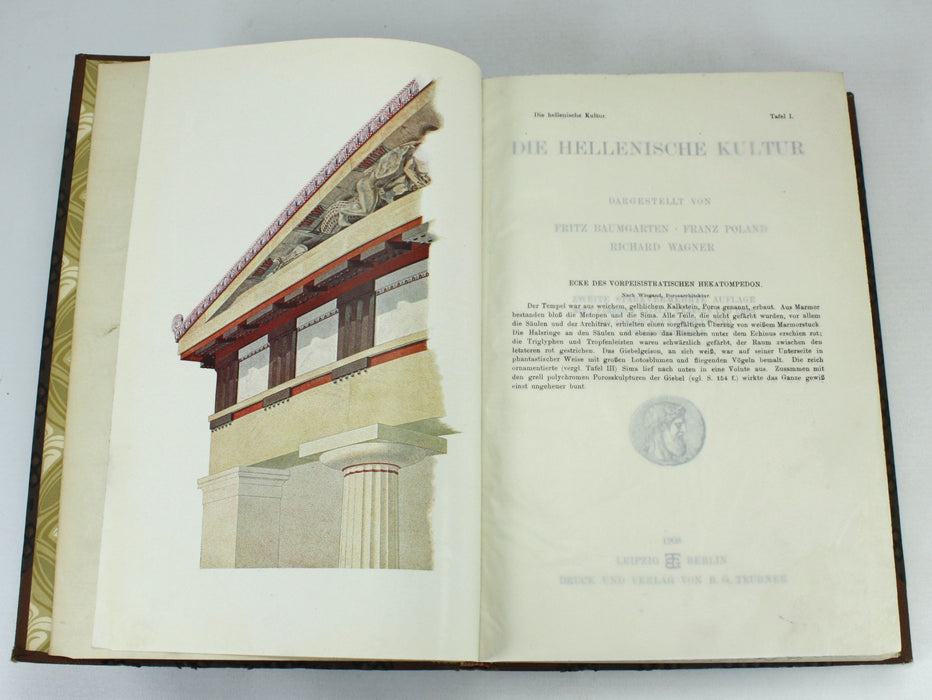 Die hellenische Kultur. Tafel I.
DIE HELLENISCHE KULTUR
DARGESTELLT VON
FRITZ BAUMGARTEN · FRANZ POLAND
RICHARD WAGNER
ECKE DES VORPEISISTRATISCHEN HEKATOMPEDON.
ZWEITE AUFLAGE
Nach Wiegand, Porosarchitektur
Der Tempel war aus weichem, gelblichem Kalkstein, Poros genannt, erbaut. Aus Marmor
bestanden bloß die Metopen und die Sima. Alle Teile, die nicht gefärbt wurden, vor allem
die Säulen und der Architrav, erhielten einen sorgfältigen Überzug von weißem Marmorstuck
Die Halsringe an den Säulen und ebenso das Riemchen unter dem Echinus erschien rot;
die Triglyphen und Tropfenleisten waren schwärzlich gefärbt, der Raum zwischen den
letzteren rot gestrichen. Das Giebelgeison, an sich weiß, war auf seiner Unterseite in
phantastischer Weise mit großen Lotosblumen und fliegenden Vögeln bemalt. Die reich
ornamentierte (vergl. Tafel III) Sima lief nach unten in eine Volute aus. Zusammen mit
den grell polychromen Porosskulpturen der Giebel (vgl. S. 154 f.) wirkte das Ganze gewiß
einst ungeheuer bunt
1908
LEIPZIG BERLIN
DRUCK UND VERLAG VON B. G. TEUBNER